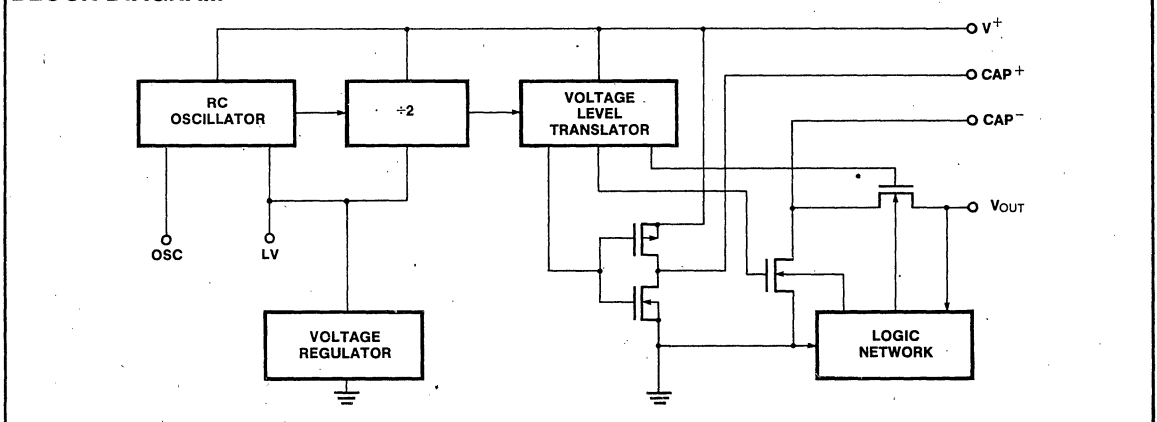 V+
CAP+
CAP-
RC
OSCILLATOR
÷2
VOLTAGE
LEVEL
TRANSLATOR
VOUT
OSC
LV
VOLTAGE
REGULATOR
LOGIC
NETWORK